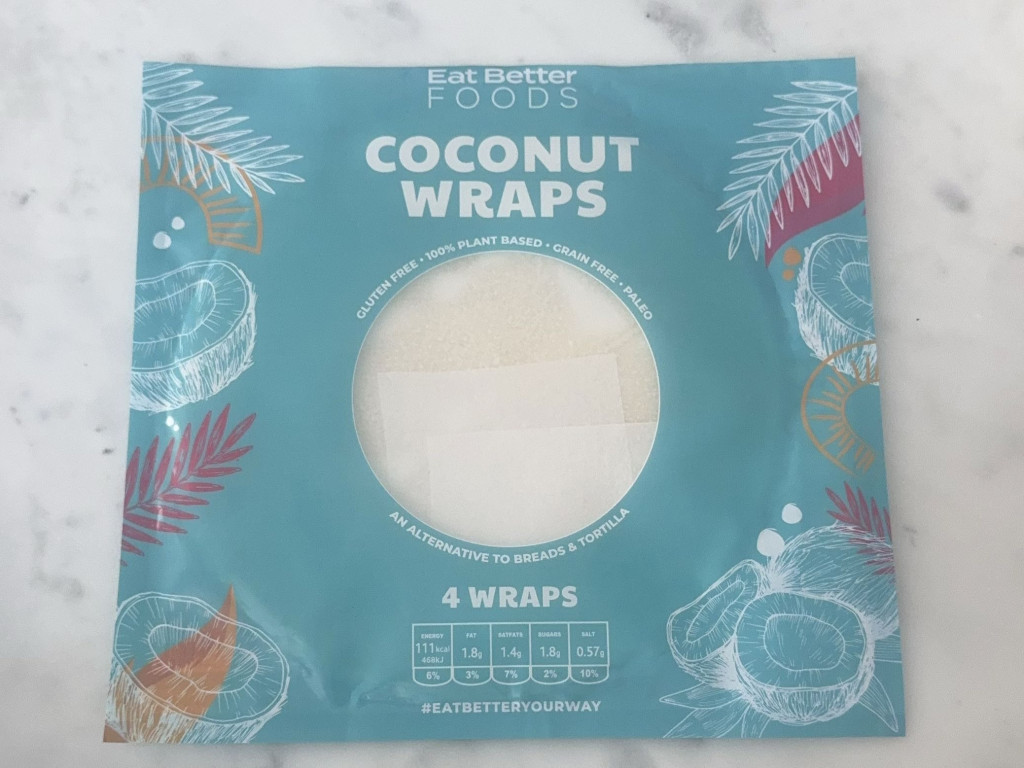 Eat Better
FOODS
COCONUT
WRAPS
GLUTEN FREE • 100% PLANT BASED • GRAIN FREE • PALEO
AN ALTERNATIVE TO BREADS & TORTILLA
4 WRAPS
ENERGY FAT SATFATS SUGARS SALT
111kcal 1.8g 1.4g 1.8g 0.57g
468kJ
6% 3% 7% 2% 10%
#EATBETTERYOURWAY